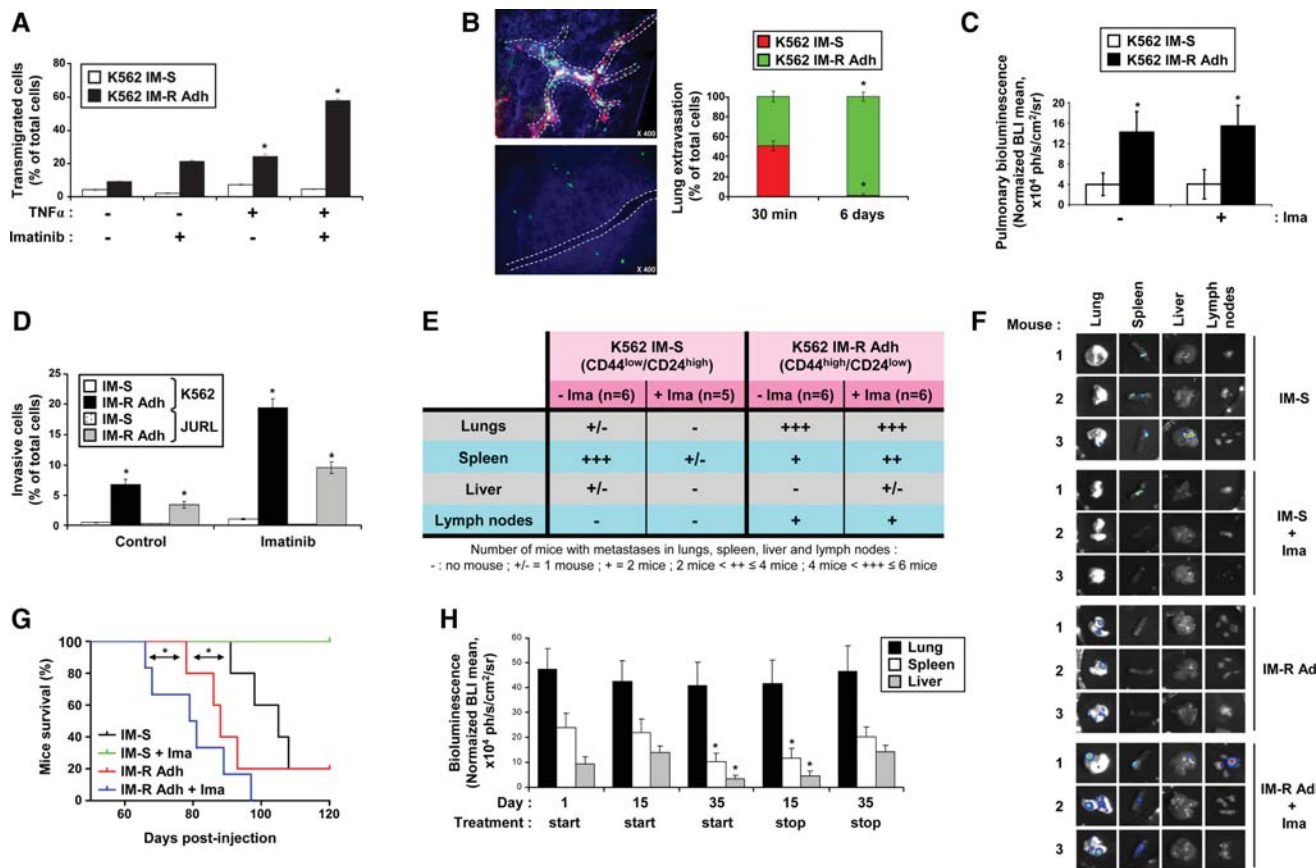 A
K562 IM-S
K562 IM-R Adh
Transmigrated cells
(% of total cells)
80
60
40
20
0
*
*
TNFα : - - + +
Imatinib : - + - +
B
X 400
X 400
K562 IM-S
K562 IM-R Adh
Lung extravasation
(% of total cells)
100
80
60
40
20
0
*
*
30 min 6 days
C
K562 IM-S
K562 IM-R Adh
Pulmonary bioluminescence
(Normaized BLI mean,
x10⁴ ph/s/cm²/sr)
20
16
12
8
4
0
* *
- + : Ima
D
IM-S
IM-R Adh
K562
IM-S
IM-R Adh
JURL
Invasive cells
(% of total cells)
25
20
15
10
5
0
* * * *
Control Imatinib
E
K562 IM-S K562 IM-R Adh
(CD44low/CD24high) (CD44high/CD24low)
- Ima (n=6) + Ima (n=5) - Ima (n=6) + Ima (n=6)
Lungs +/- - +++ +++
Spleen +++ +/- + ++
Liver +/- - - +/-
Lymph nodes - - + +
Number of mice with metastases in lungs, spleen, liver and lymph nodes :
- : no mouse ; +/- = 1 mouse ; + = 2 mice ; 2 mice < ++ ≤ 4 mice ; 4 mice < +++ ≤ 6 mice
F
Mouse :
Lung
Spleen
Liver
Lymph
nodes
1
2
3
IM-S
1
2
3
IM-S
+
Ima
1
2
3
IM-R Ad
1
2
3
IM-R Ad
+
Ima
G
Mice survival (%)
100
80
60
40
20
0
* *
IM-S
IM-S + Ima
IM-R Adh
IM-R Adh + Ima
60 80 100 120
Days post-injection
H
Lung
Spleen
Liver
Bioluminescence
(Normaized BLI mean,
x10⁴ ph/s/cm²/sr)
60
50
40
30
20
10
0
* * * *
Day : 1 15 35 15 35
Treatment : start start start stop stop